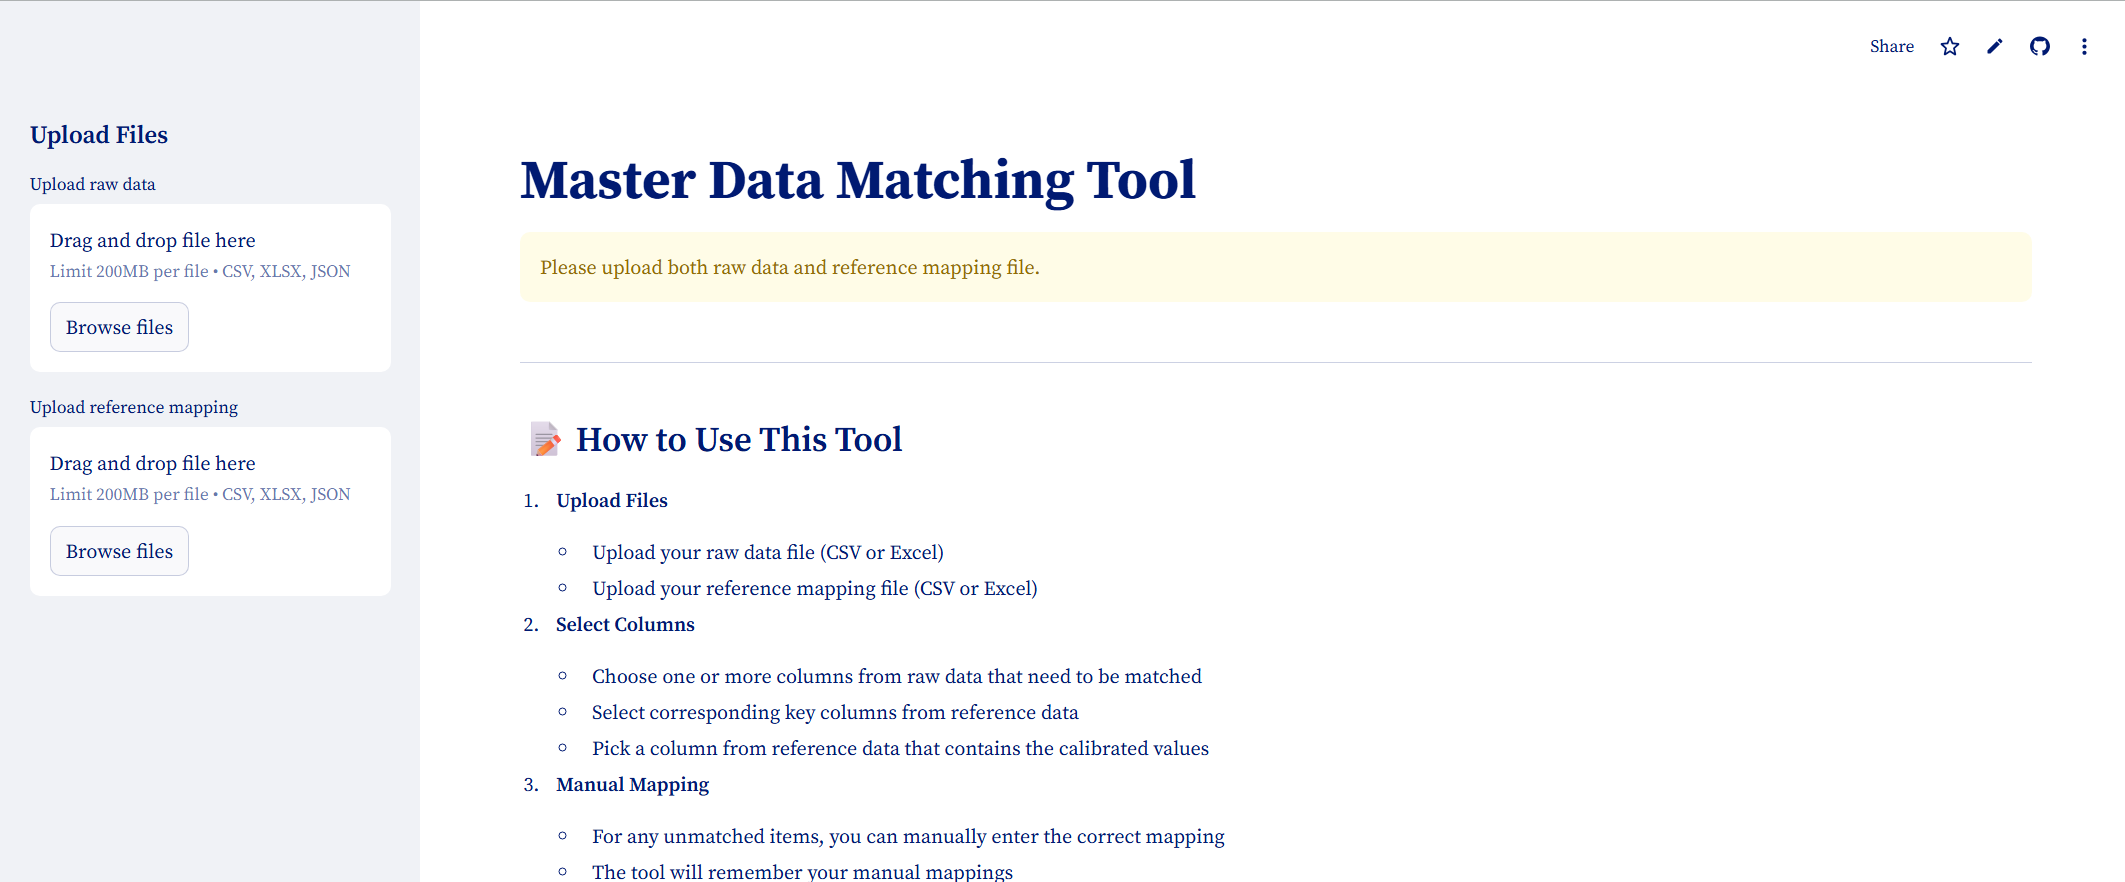 Share
Upload Files
Upload raw data
Drag and drop file here
Limit 200MB per file • CSV, XLSX, JSON
Browse files
Upload reference mapping
Drag and drop file here
Limit 200MB per file • CSV, XLSX, JSON
Browse files
Master Data Matching Tool
Please upload both raw data and reference mapping file.
How to Use This Tool
1. Upload Files
Upload your raw data file (CSV or Excel)
Upload your reference mapping file (CSV or Excel)
2. Select Columns
Choose one or more columns from raw data that need to be matched
Select corresponding key columns from reference data
Pick a column from reference data that contains the calibrated values
3. Manual Mapping
For any unmatched items, you can manually enter the correct mapping
The tool will remember your manual mappings